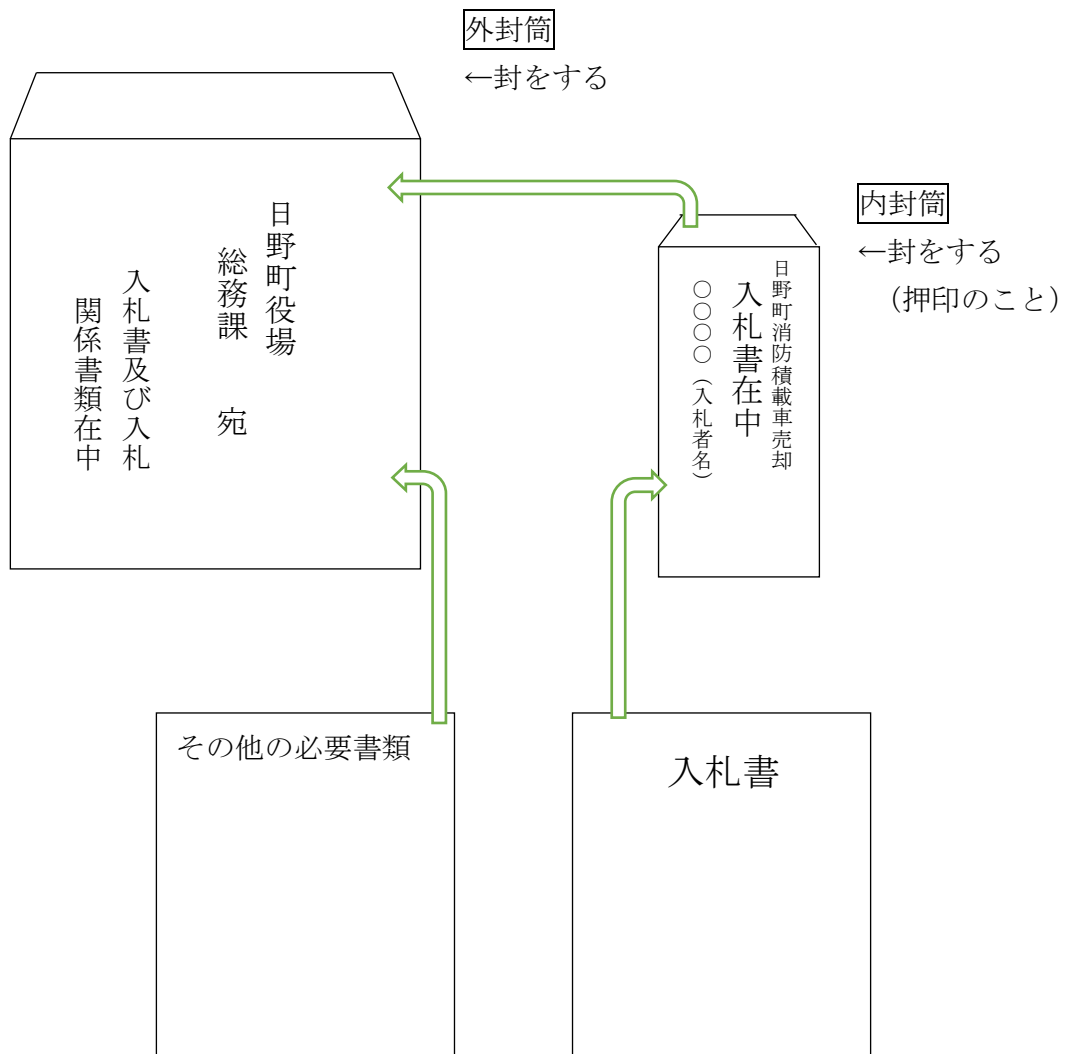 外封筒
←封をする
日野町役場
総務課　宛
入札書及び入札
関係書類在中
内封筒
←封をする
（押印のこと）
日野町消防積載車売却
入札書在中
○○○○（入札者名）
その他の必要書類
入札書